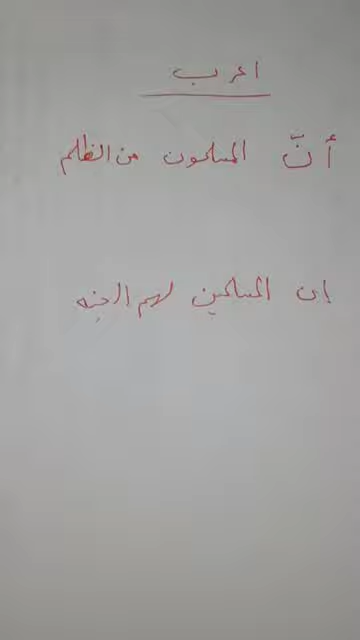 اعرب
أنّ المسلمون من الظلم
إن المسلمين لهم الجنه